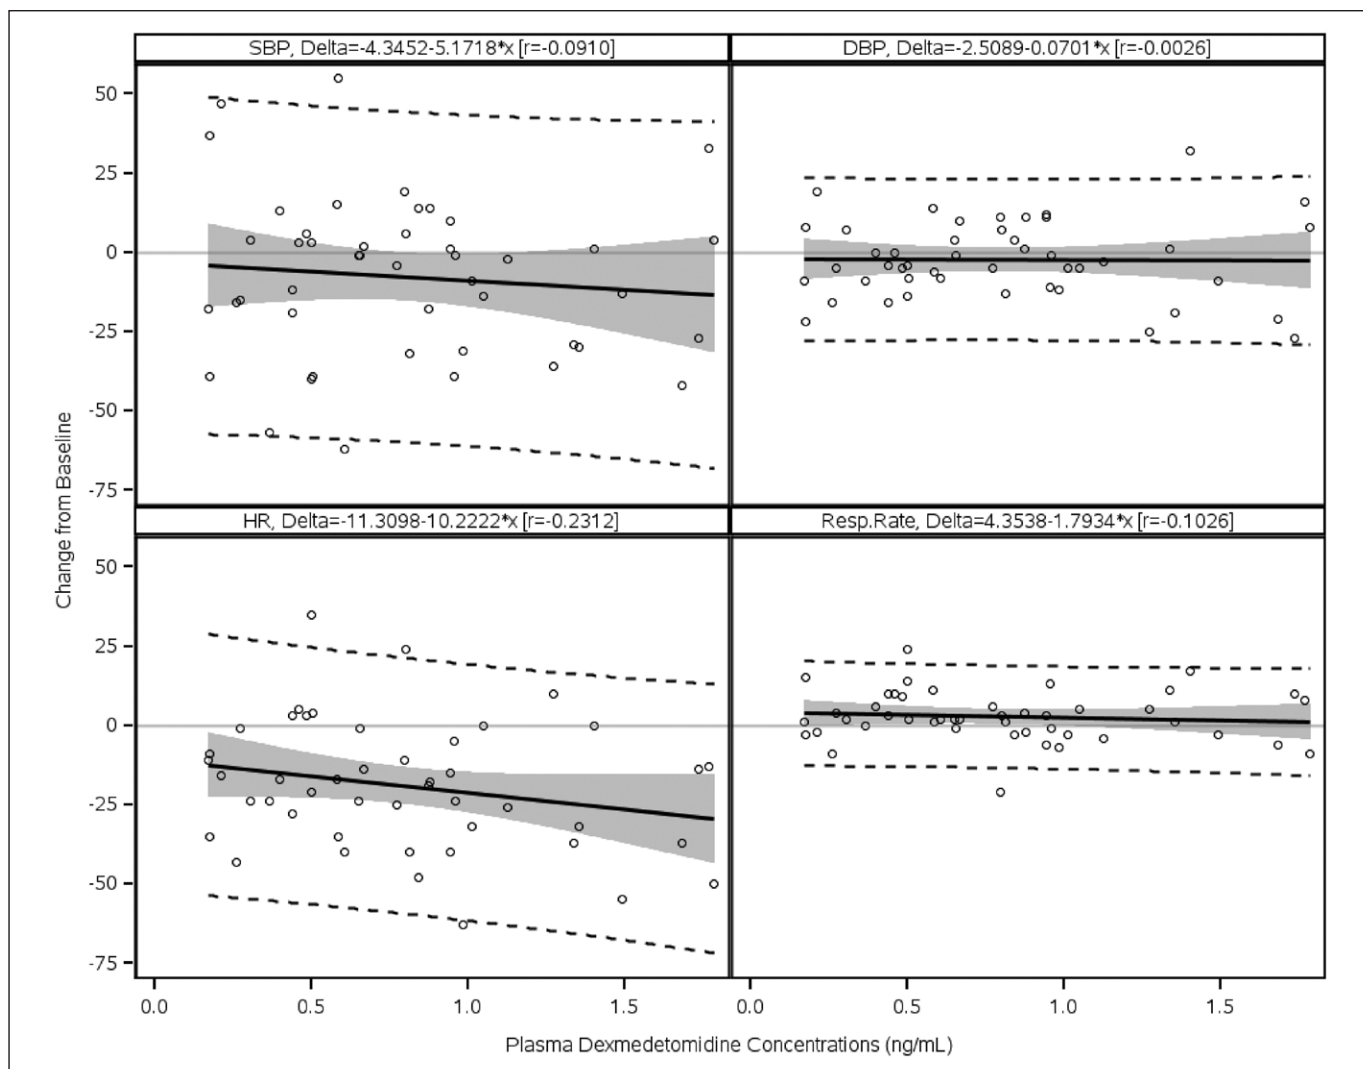 SBP, Delta=-4.3452-5.1718*x [r=-0.0910]
DBP, Delta=-2.5089-0.0701*x [r=-0.0026]
50
25
0
-25
-50
-75
Change from Baseline
HR, Delta=-11.3098-10.2222*x [r=-0.2312]
Resp.Rate, Delta=4.3538-1.7934*x [r=-0.1026]
50
25
0
-25
-50
-75
0.0 0.5 1.0 1.5 0.0 0.5 1.0 1.5
Plasma Dexmedetomidine Concentrations (ng/mL)